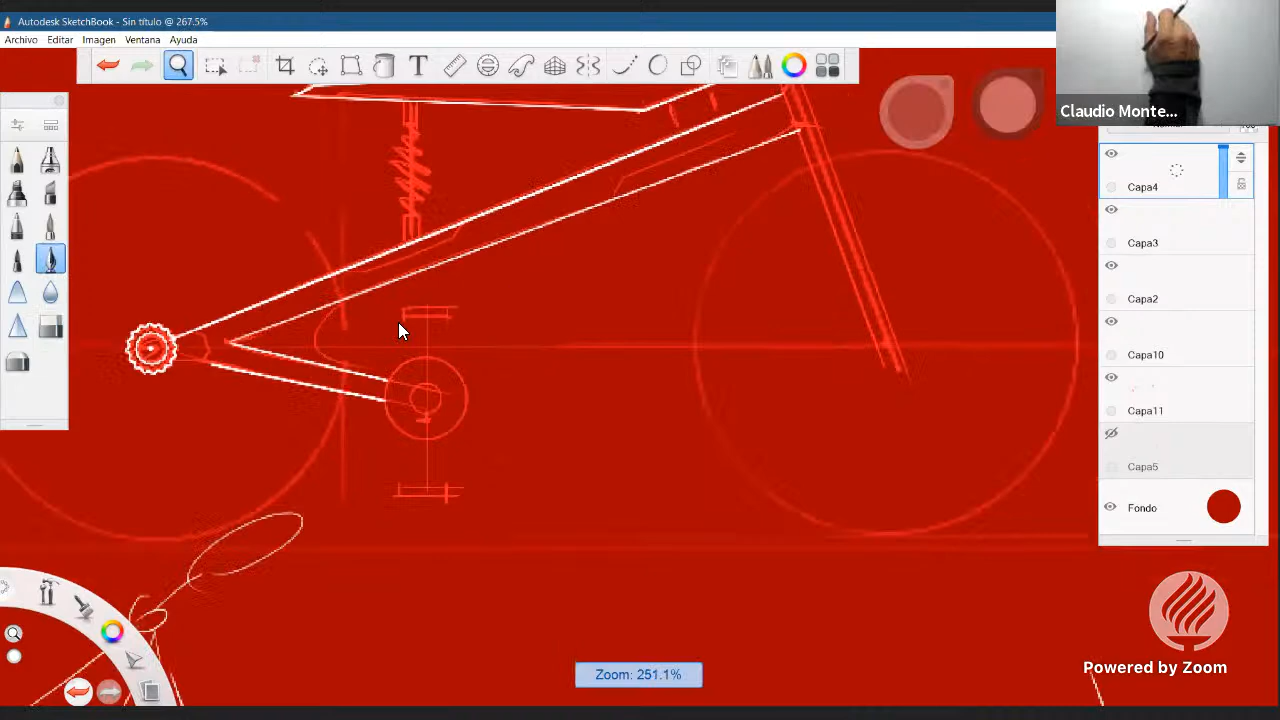 Autodesk SketchBook - Sin título @ 267.5%
Archivo Editar Imagen Ventana Ayuda
Claudio Monte...
Capa4
Capa3
Capa2
Capa10
Capa11
Capa5
Fondo
Zoom: 251.1%
Powered by Zoom